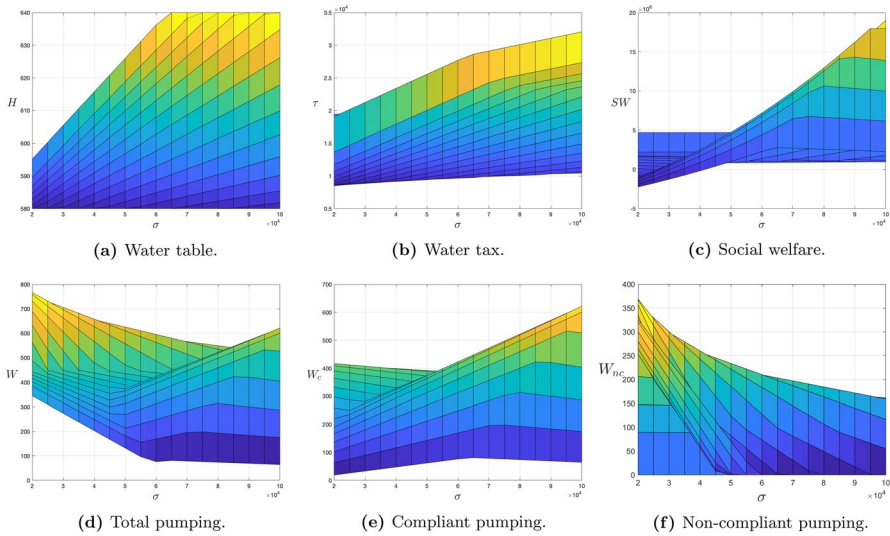 640
630
620
610
600
590
580
H
2 3 4 5 6 7 8 9 10
×10⁴
σ
(a) Water table.
×10⁴
3.5
3
2.5
2
1.5
1
0.5
τ
2 3 4 5 6 7 8 9 10
×10⁴
σ
(b) Water tax.
20
15
10
5
0
-5
SW
2 3 4 5 6 7 8 9 10
×10⁴
σ
(c) Social welfare.
800
700
600
500
400
300
200
100
0
W
2 3 4 5 6 7 8 9 10
×10⁴
σ
(d) Total pumping.
700
600
500
400
300
200
100
0
W_c
2 3 4 5 6 7 8 9 10
×10⁴
σ
(e) Compliant pumping.
400
350
300
250
200
150
100
50
0
W_nc
2 3 4 5 6 7 8 9 10
×10⁴
σ
(f) Non-compliant pumping.